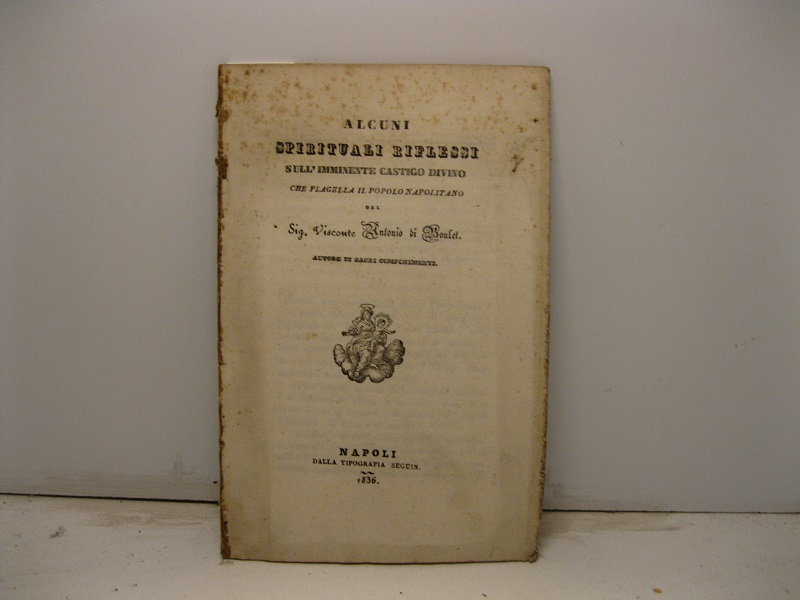 ALCUNI
SPIRITUALI RIFLESSI
SULL' IMMINENTE CASTIGO DIVINO
CHE FLAGELLA IL POPOLO NAPOLITANO
DEL
Sig. Visconte Antonio di
AUTORE DI SACRI COMPONIMENTI.
NAPOLI
DALLA TIPOGRAFIA SEGUIN.
1836.